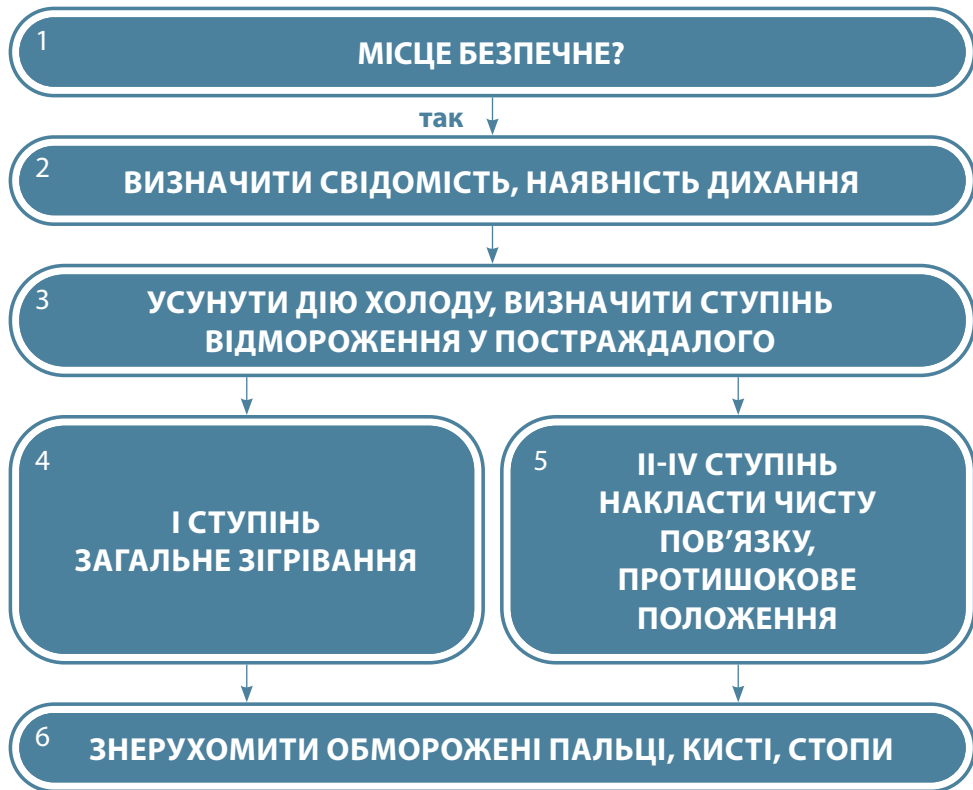 1
МІСЦЕ БЕЗПЕЧНЕ?
так
2
ВИЗНАЧИТИ СВІДОМІСТЬ, НАЯВНІСТЬ ДИХАННЯ
3
УСУНУТИ ДІЮ ХОЛОДУ, ВИЗНАЧИТИ СТУПІНЬ
ВІДМОРОЖЕННЯ У ПОСТРАЖДАЛОГО
4
І СТУПІНЬ
ЗАГАЛЬНЕ ЗІГРІВАННЯ
5
ІІ-IV СТУПІНЬ
НАКЛАСТИ ЧИСТУ
ПОВ’ЯЗКУ,
ПРОТИШОКОВЕ
ПОЛОЖЕННЯ
6
ЗНЕРУХОМИТИ ОБМОРОЖЕНІ ПАЛЬЦІ, КИСТІ, СТОПИ